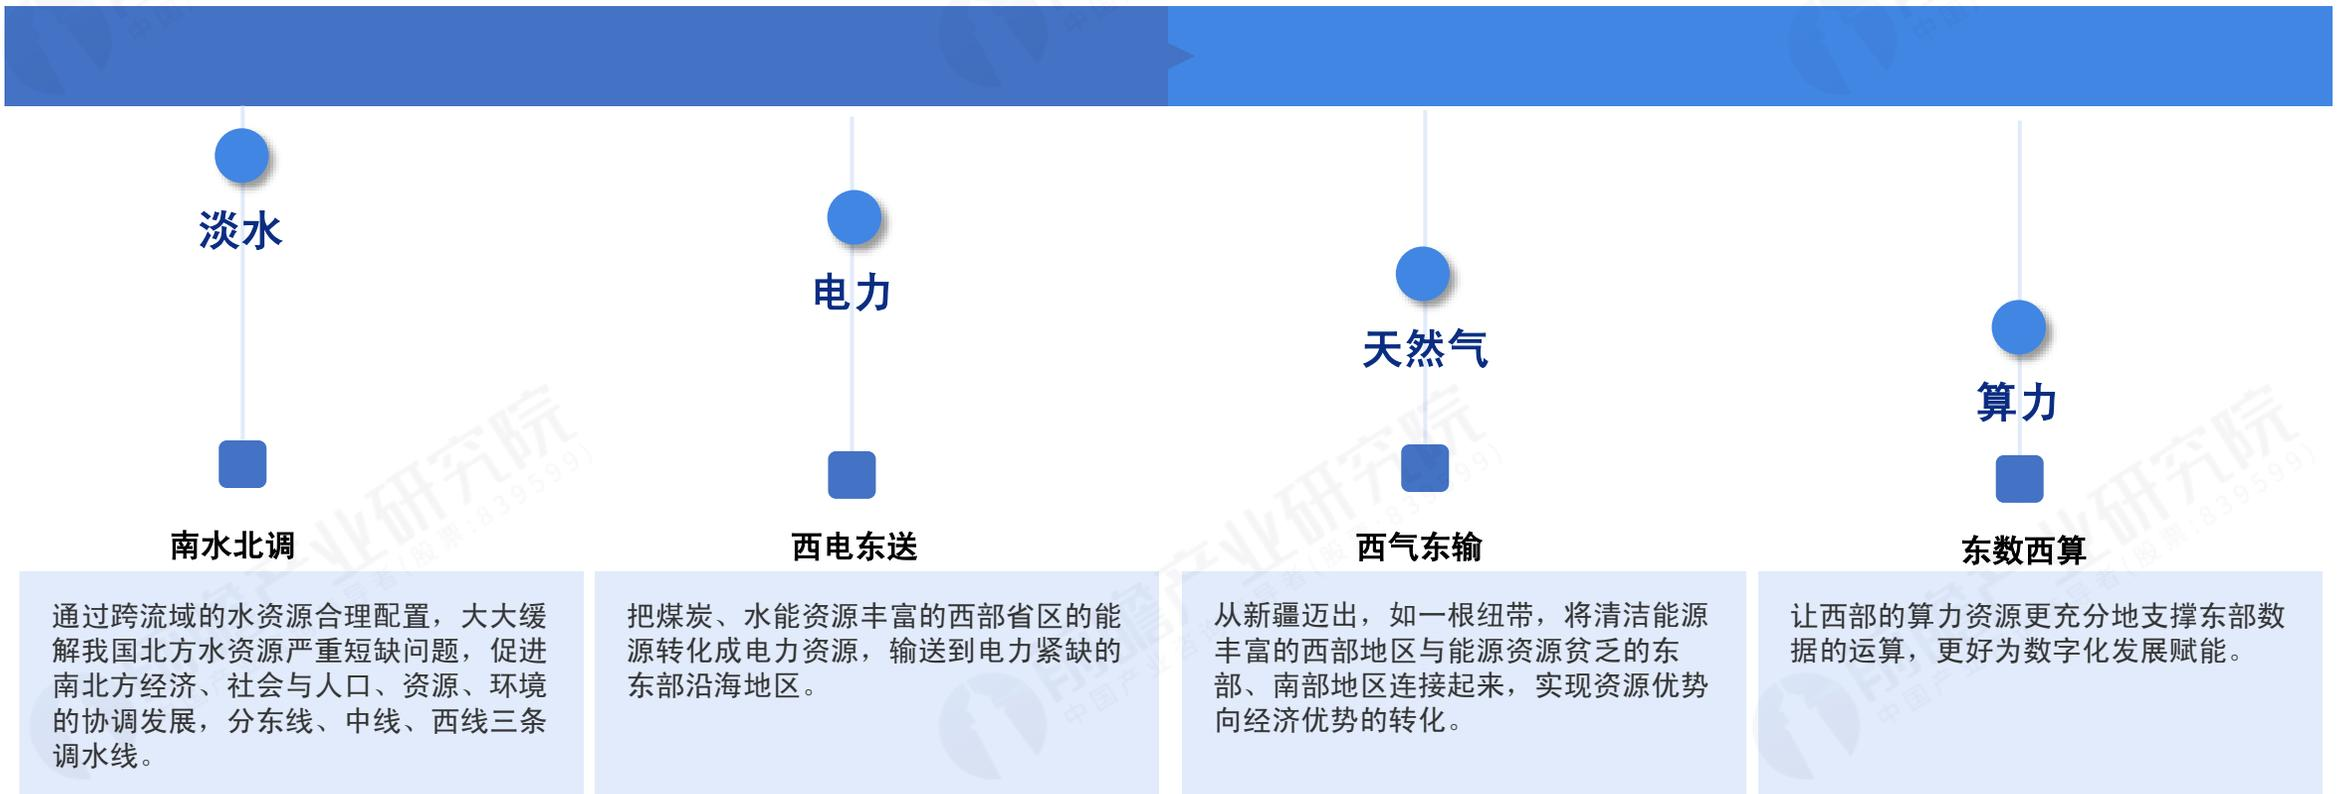 淡水
电力
天然气
算力
南水北调
西电东送
西气东输
东数西算
通过跨流域的水资源合理配置，大大缓
解我国北方水资源严重短缺问题，促进
南北方经济、社会与人口、资源、环境
的协调发展，分东线、中线、西线三条
调水线。
把煤炭、水能资源丰富的西部省区的能
源转化成电力资源，输送到电力紧缺的
东部沿海地区。
从新疆迈出，如一根纽带，将清洁能源
丰富的西部地区与能源资源贫乏的东
部、南部地区连接起来，实现资源优势
向经济优势的转化。
让西部的算力资源更充分地支撑东部数
据的运算，更好为数字化发展赋能。